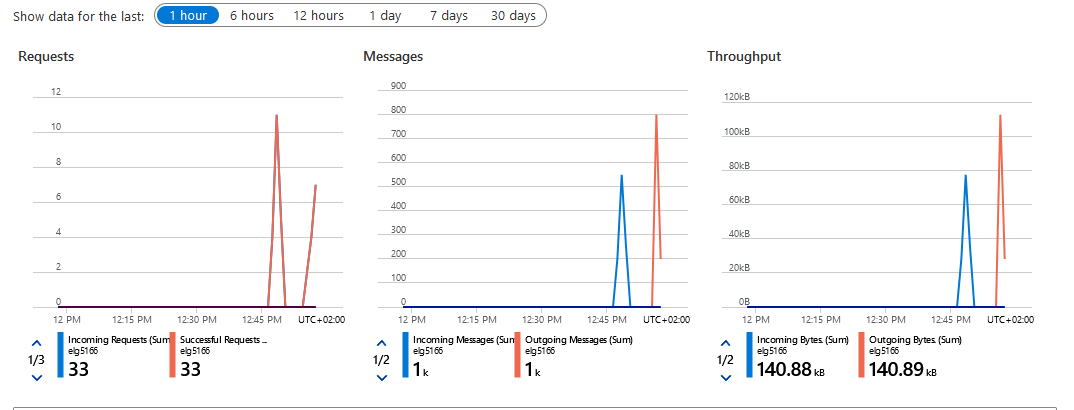 Show data for the last: 1 hour 6 hours 12 hours 1 day 7 days 30 days
Requests
12
10
8
6
4
2
0
12 PM 12:15 PM 12:30 PM 12:45 PM UTC+02:00
1/3
Incoming Requests (Sum)
elg5166
33
Successful Requests ...
elg5166
33
Messages
900
800
700
600
500
400
300
200
100
0
12 PM 12:15 PM 12:30 PM 12:45 PM UTC+02:00
1/2
Incoming Messages (Sum)
elg5166
1 k
Outgoing Messages (Sum)
elg5166
1 k
Throughput
120kB
100kB
80kB
60kB
40kB
20kB
0B
12 PM 12:15 PM 12:30 PM 12:45 PM UTC+02:00
1/2
Incoming Bytes. (Sum)
elg5166
140.88 kB
Outgoing Bytes. (Sum)
elg5166
140.89 kB